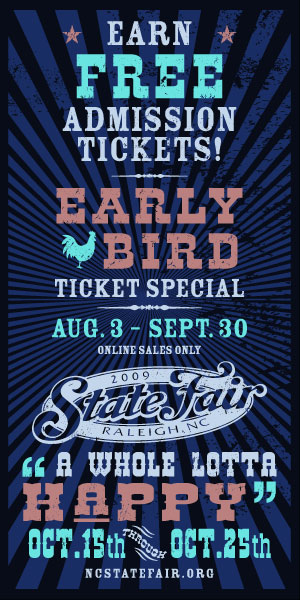 EARN
FREE
ADMISSION
TICKETS!
EARLY
BIRD
TICKET SPECIAL
AUG. 3 - SEPT. 30
ONLINE SALES ONLY
2009
State Fair
RALEIGH, NC
“A WHOLE LOTTA
HAPPY”
OCT.15th THROUGH OCT.25th
NCSTATEFAIR.ORG